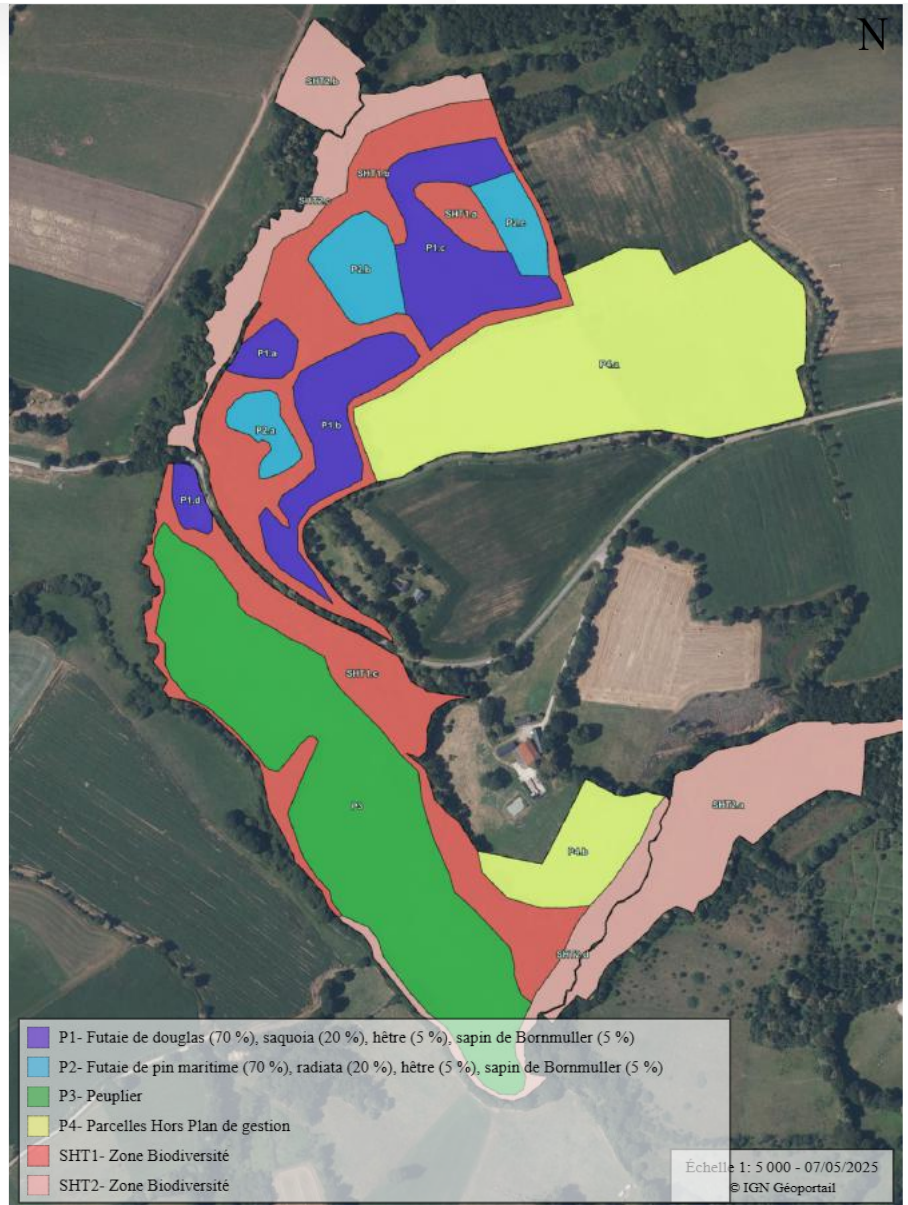 N
SHT2.b
SHT1.b
SHT2.c
SHT1.a
P2.c
P1.c
P2.b
P1.a
P4.a
P1.b
P2.a
P1.d
SHT1.c
P3
SHT2.a
P4.b
SHT2.d
P1- Futaie de douglas (70 %), saquoia (20 %), hêtre (5 %), sapin de Bornmuller (5 %)
P2- Futaie de pin maritime (70 %), radiata (20 %), hêtre (5 %), sapin de Bornmuller (5 %)
P3- Peuplier
P4- Parcelles Hors Plan de gestion
SHT1- Zone Biodiversité
SHT2- Zone Biodiversité
Échelle 1: 5 000 - 07/05/2025
© IGN Géoportail